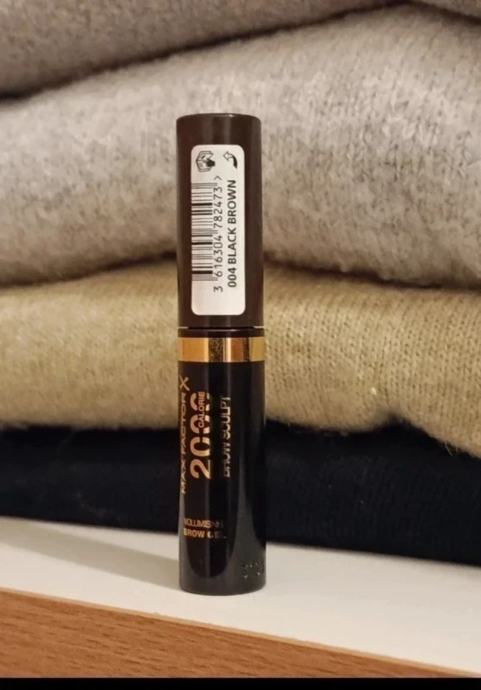 3 616304 782473 >
004 BLACK BROWN
MAX FACTOR X
2000
CALORIE
BROW SCULPT
VOLUMISING
BROW GEL